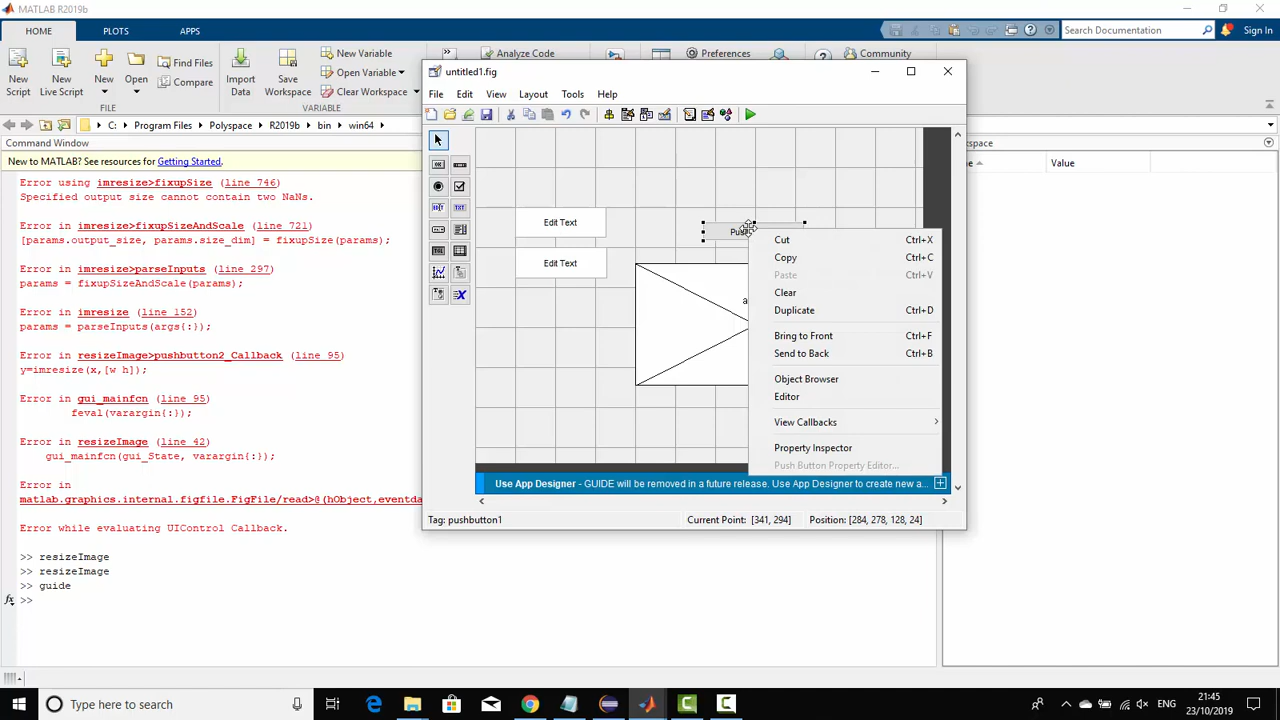 MATLAB R2019b
HOME
PLOTS
APPS
Search Documentation
Sign In
New Script
New Live Script
New
Open
Find Files
Compare
Import Data
Save Workspace
New Variable
Open Variable
Clear Workspace
Analyze Code
Preferences
Community
FILE
VARIABLE
C:
Program Files
Polyspace
R2019b
bin
win64
Command Window
New to MATLAB? See resources for Getting Started.
Error using imresize>fixupSize (line 746)
Specified output size cannot contain two NaNs.
Error in imresize>fixupSizeAndScale (line 721)
[params.output_size, params.size_dim] = fixupSize(params);
Error in imresize>parseInputs (line 297)
params = fixupSizeAndScale(params);
Error in imresize (line 152)
params = parseInputs(args{:});
Error in resizeImage>pushbutton2_Callback (line 95)
y=imresize(x,[w h]);
Error in gui_mainfcn (line 95)
feval(varargin{:});
Error in resizeImage (line 42)
gui_mainfcn(gui_State, varargin{:});
Error in
matlab.graphics.internal.figfile.FigFile/read>@(hObject,eventda
Error while evaluating UIControl Callback.
>> resizeImage
>> resizeImage
>> guide
>>
fx
untitled1.fig
File Edit View Layout Tools Help
Edit Text
Edit Text
Cut Ctrl+X
Copy Ctrl+C
Paste Ctrl+V
Clear
Duplicate Ctrl+D
Bring to Front Ctrl+F
Send to Back Ctrl+B
Object Browser
Editor
View Callbacks
Property Inspector
Push Button Property Editor...
Use App Designer - GUIDE will be removed in a future release. Use App Designer to create new a...
Tag: pushbutton1
Current Point: [341, 294]
Position: [284, 278, 128, 24]
Value
Type here to search
ENG
21:45
23/10/2019